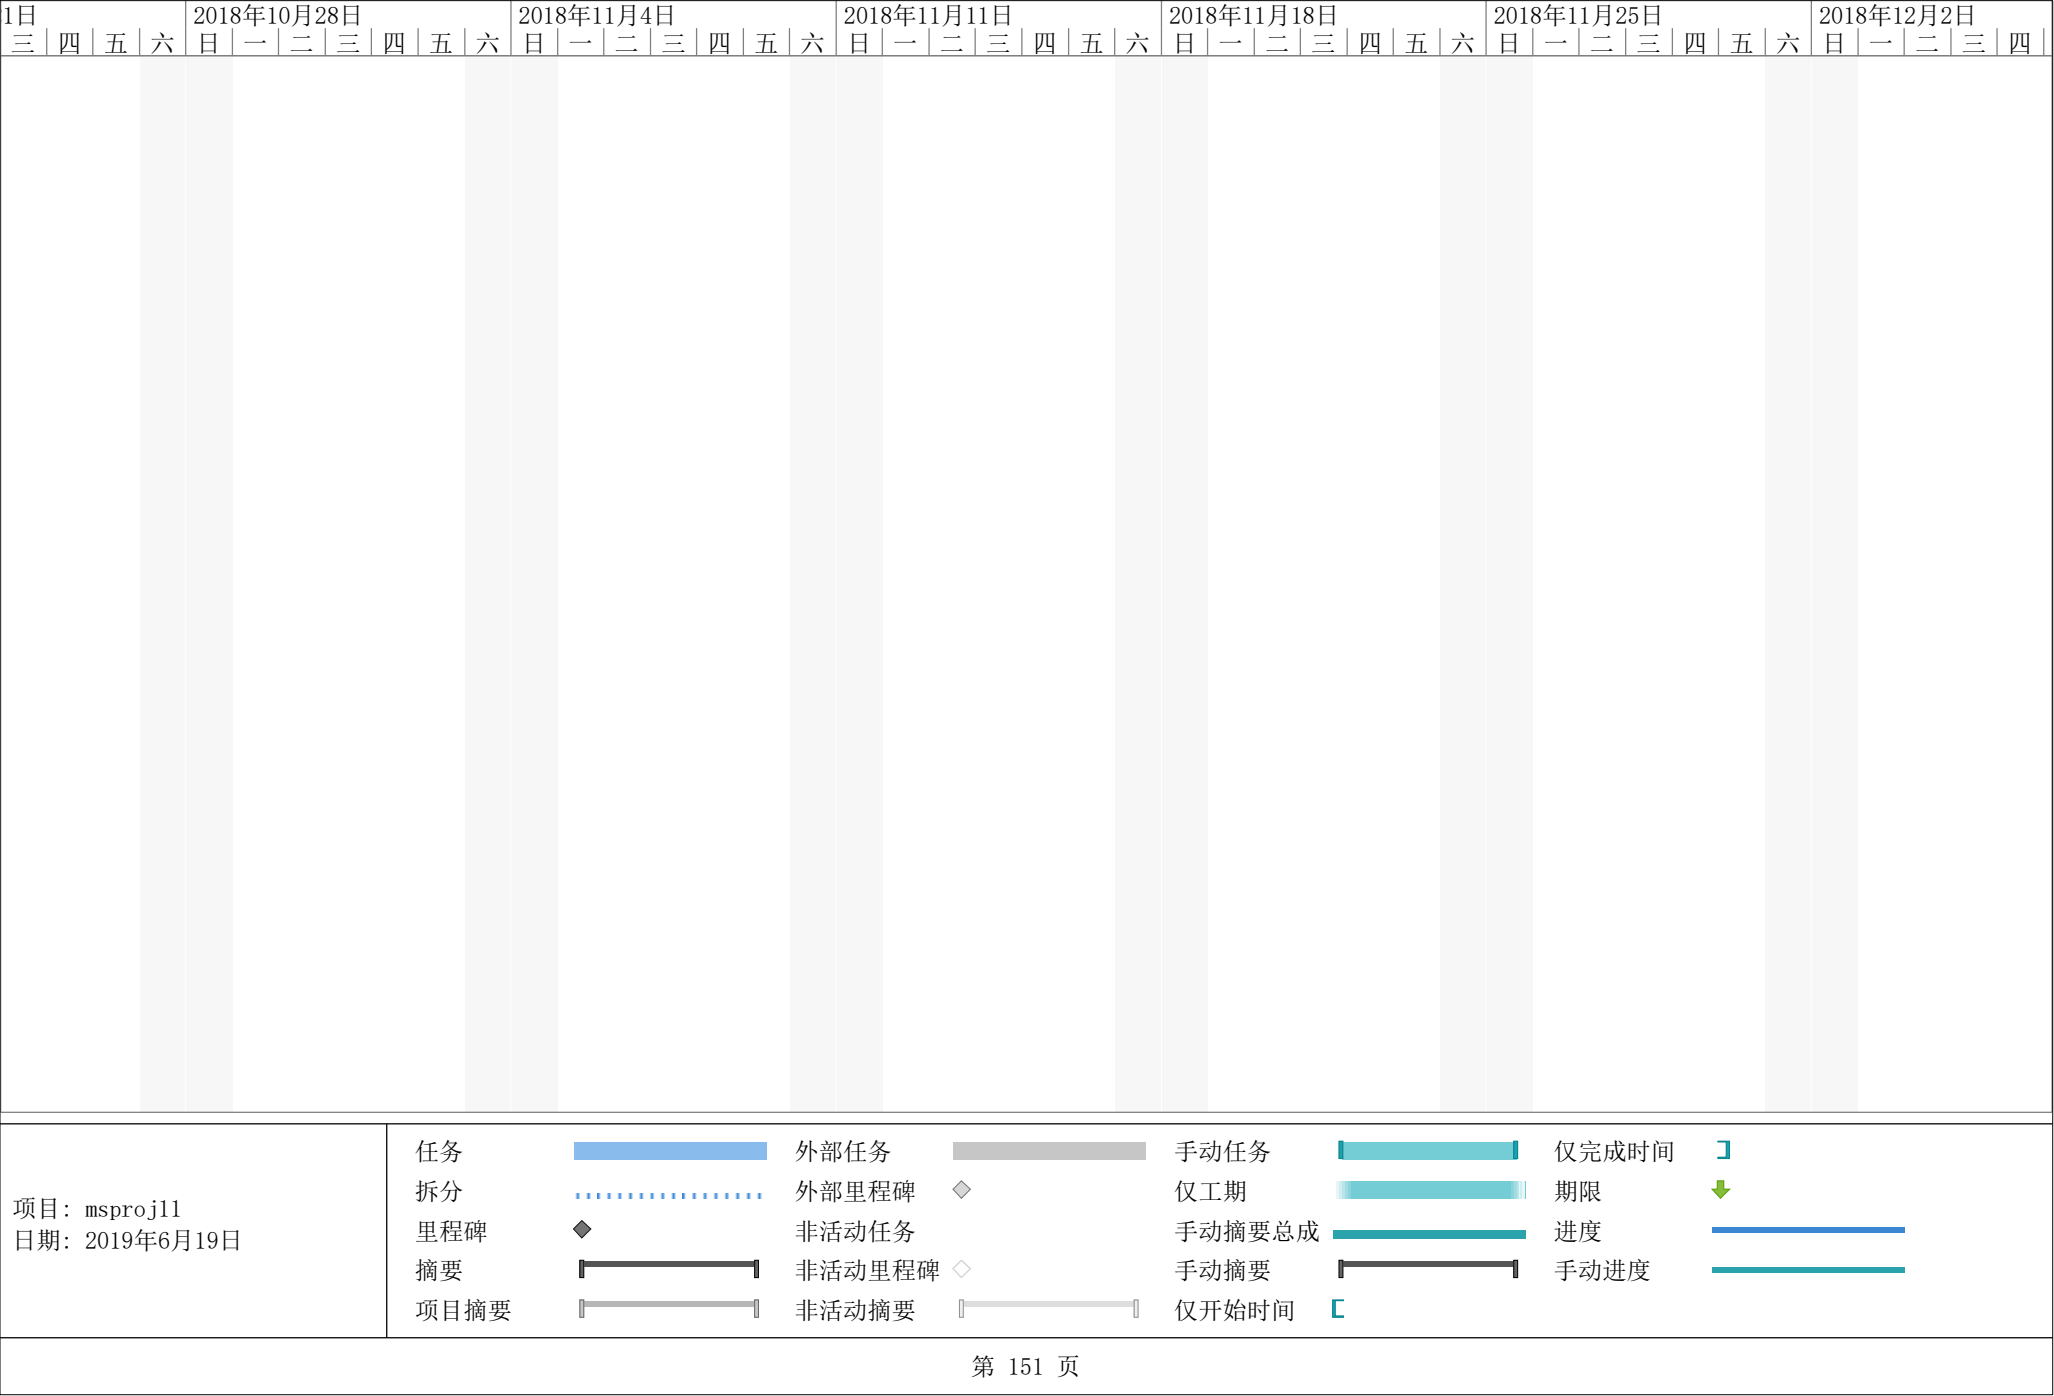 1日 2018年10月28日 2018年11月4日 2018年11月11日 2018年11月18日 2018年11月25日 2018年12月2日
三 四 五 六 日 一 二 三 四 五 六 日 一 二 三 四 五 六 日 一 二 三 四 五 六 日 一 二 三 四 五 六 日 一 二 三 四 五 六 日 一 二 三 四
任务 外部任务 手动任务 仅完成时间
拆分 外部里程碑 仅工期 期限
项目: msproj11
里程碑 非活动任务 手动摘要总成 进度
日期: 2019年6月19日
摘要 非活动里程碑 手动摘要 手动进度
项目摘要 非活动摘要 仅开始时间
第 151 页